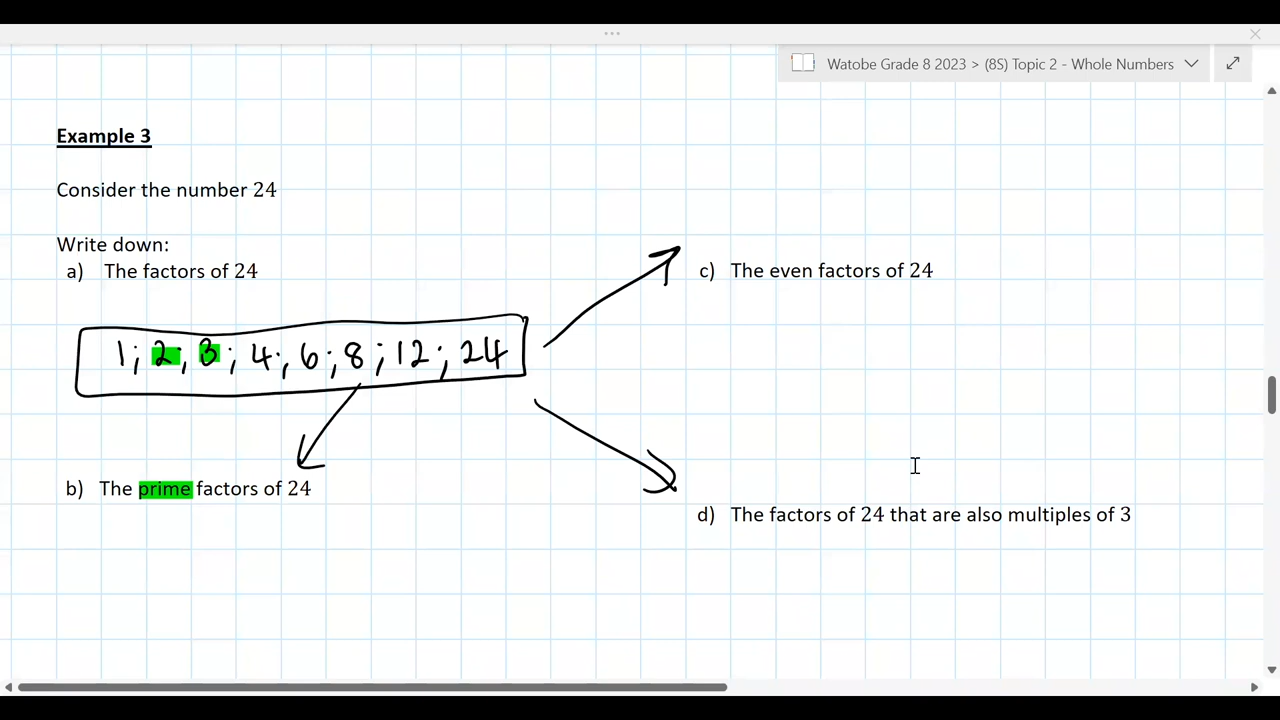 Watobe Grade 8 2023 > (8S) Topic 2 - Whole Numbers
Example 3
Consider the number 24
Write down:
a) The factors of 24
1; 2; 3; 4; 6; 8; 12; 24
b) The prime factors of 24
c) The even factors of 24
d) The factors of 24 that are also multiples of 3